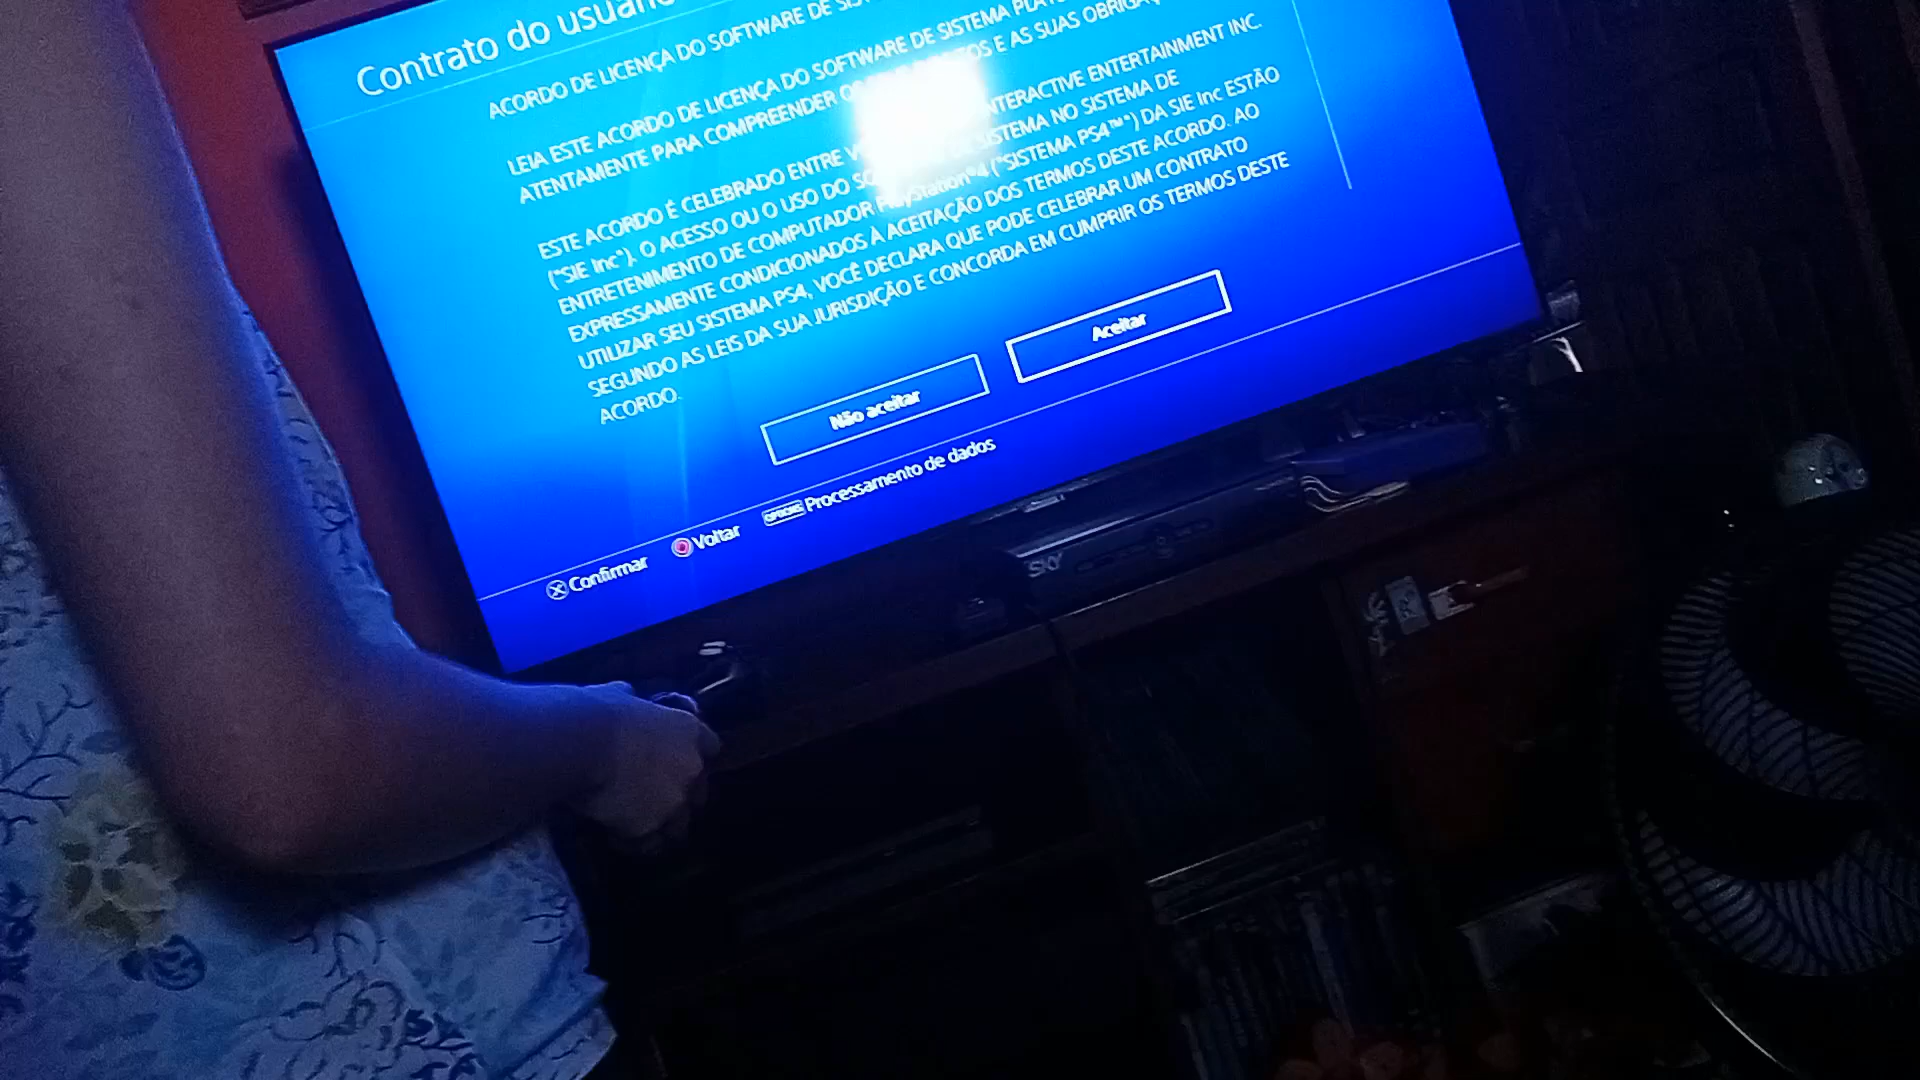 Contrato do
ACORDO DE LICENÇA DO SOFTWARE DE
LEIA ESTE ACORDO DE LICENÇA DO SOFTWARE DE SISTEMA
ATENTAMENTE PARA COMPREENDER E AS SUAS
ESTE ACORDO É CELEBRADO ENTRE INTERACTIVE ENTERTAINMENT INC.
("SIE Inc"). O ACESSO OU O USO DO SISTEMA NO SISTEMA DE
ENTRETENIMENTO DE COMPUTADOR PlayStation®4 ("SISTEMA PS4™") DA SIE Inc ESTÃO
EXPRESSAMENTE CONDICIONADOS À ACEITAÇÃO DOS TERMOS DESTE ACORDO. AO
UTILIZAR SEU SISTEMA PS4, VOCÊ DECLARA QUE PODE CELEBRAR UM CONTRATO
SEGUNDO AS LEIS DA SUA JURISDIÇÃO E CONCORDA EM CUMPRIR OS TERMOS DESTE
ACORDO.
Não aceitar Aceitar
Confirmar Voltar OPTIONS Processamento de dados
SKY